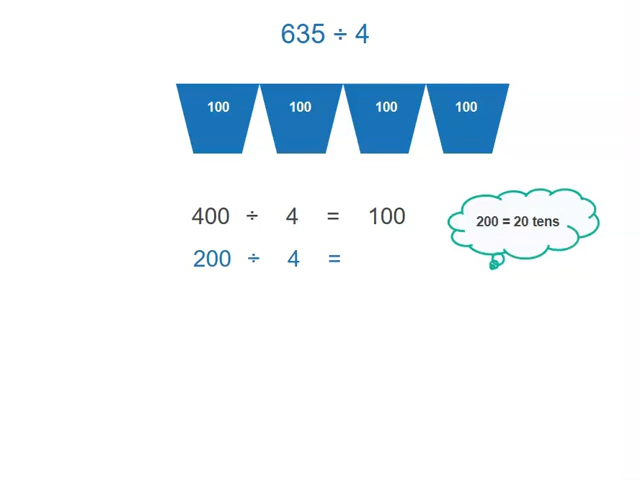 635 ÷ 4
100 100 100 100
400 ÷ 4 = 100
200 = 20 tens
200 ÷ 4 =